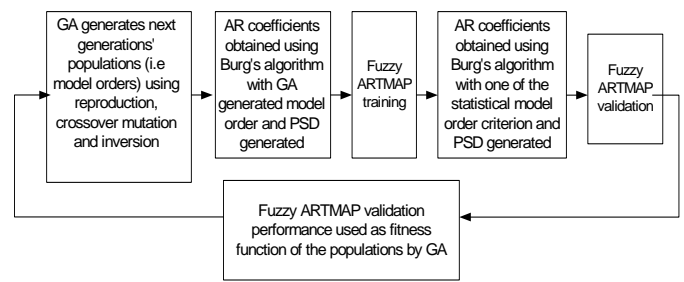 GA generates next
generations'
populations (i.e
model orders) using
reproduction,
crossover mutation
and inversion
AR coefficients
obtained using
Burg's algorithm
with GA
generated model
order and PSD
generated
Fuzzy
ARTMAP
training
AR coefficients
obtained using
Burg's algorithm
with one of the
statistical model
order criterion and
PSD generated
Fuzzy
ARTMAP
validation
Fuzzy ARTMAP validation
performance used as fitness
function of the populations by GA